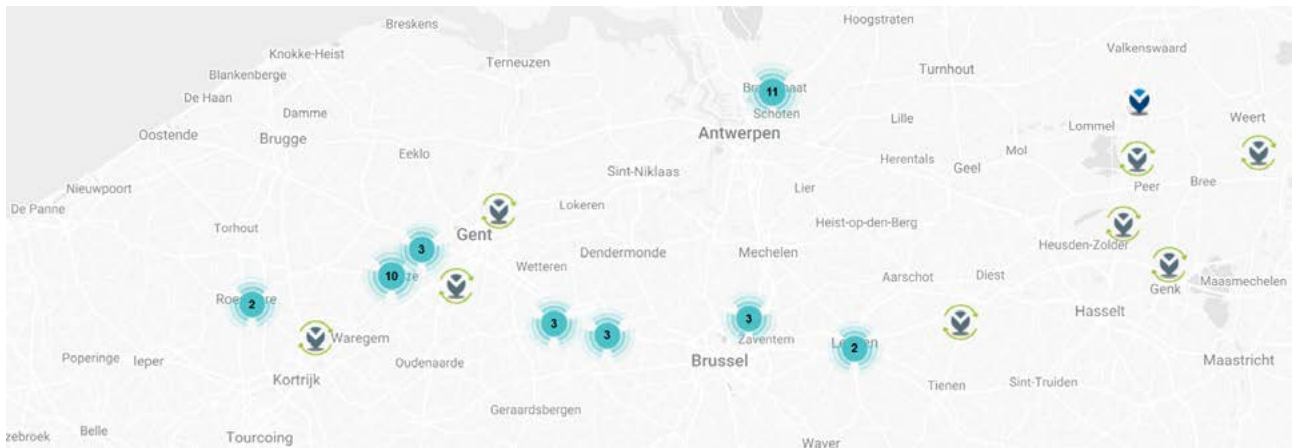 Breskens
Hoogstraten
Knokke-Heist
Valkenswaard
Terneuzen
Turnhout
Blankenberge
11
De Haan
Schoten
Damme
Lille
Lommel
Weert
Oostende
Brugge
Antwerpen
Eeklo
Mol
Herentals
Geel
Sint-Niklaas
Peer
Bree
Nieuwpoort
Lier
De Panne
Lokeren
Heist-op-den-Berg
Torhout
Gent
3
Dendermonde
Mechelen
Heusden-Zolder
Wetteren
10
Aarschot
Diest
Genk
Maasmechelen
2
Hasselt
3
3
3
Waregem
Zaventem
2
Poperinge
Ieper
Oudenaarde
Brussel
Maastricht
Kortrijk
Tienen
Sint-Truiden
Geraardsbergen
zebroek
Belle
Tourcoing
Waver